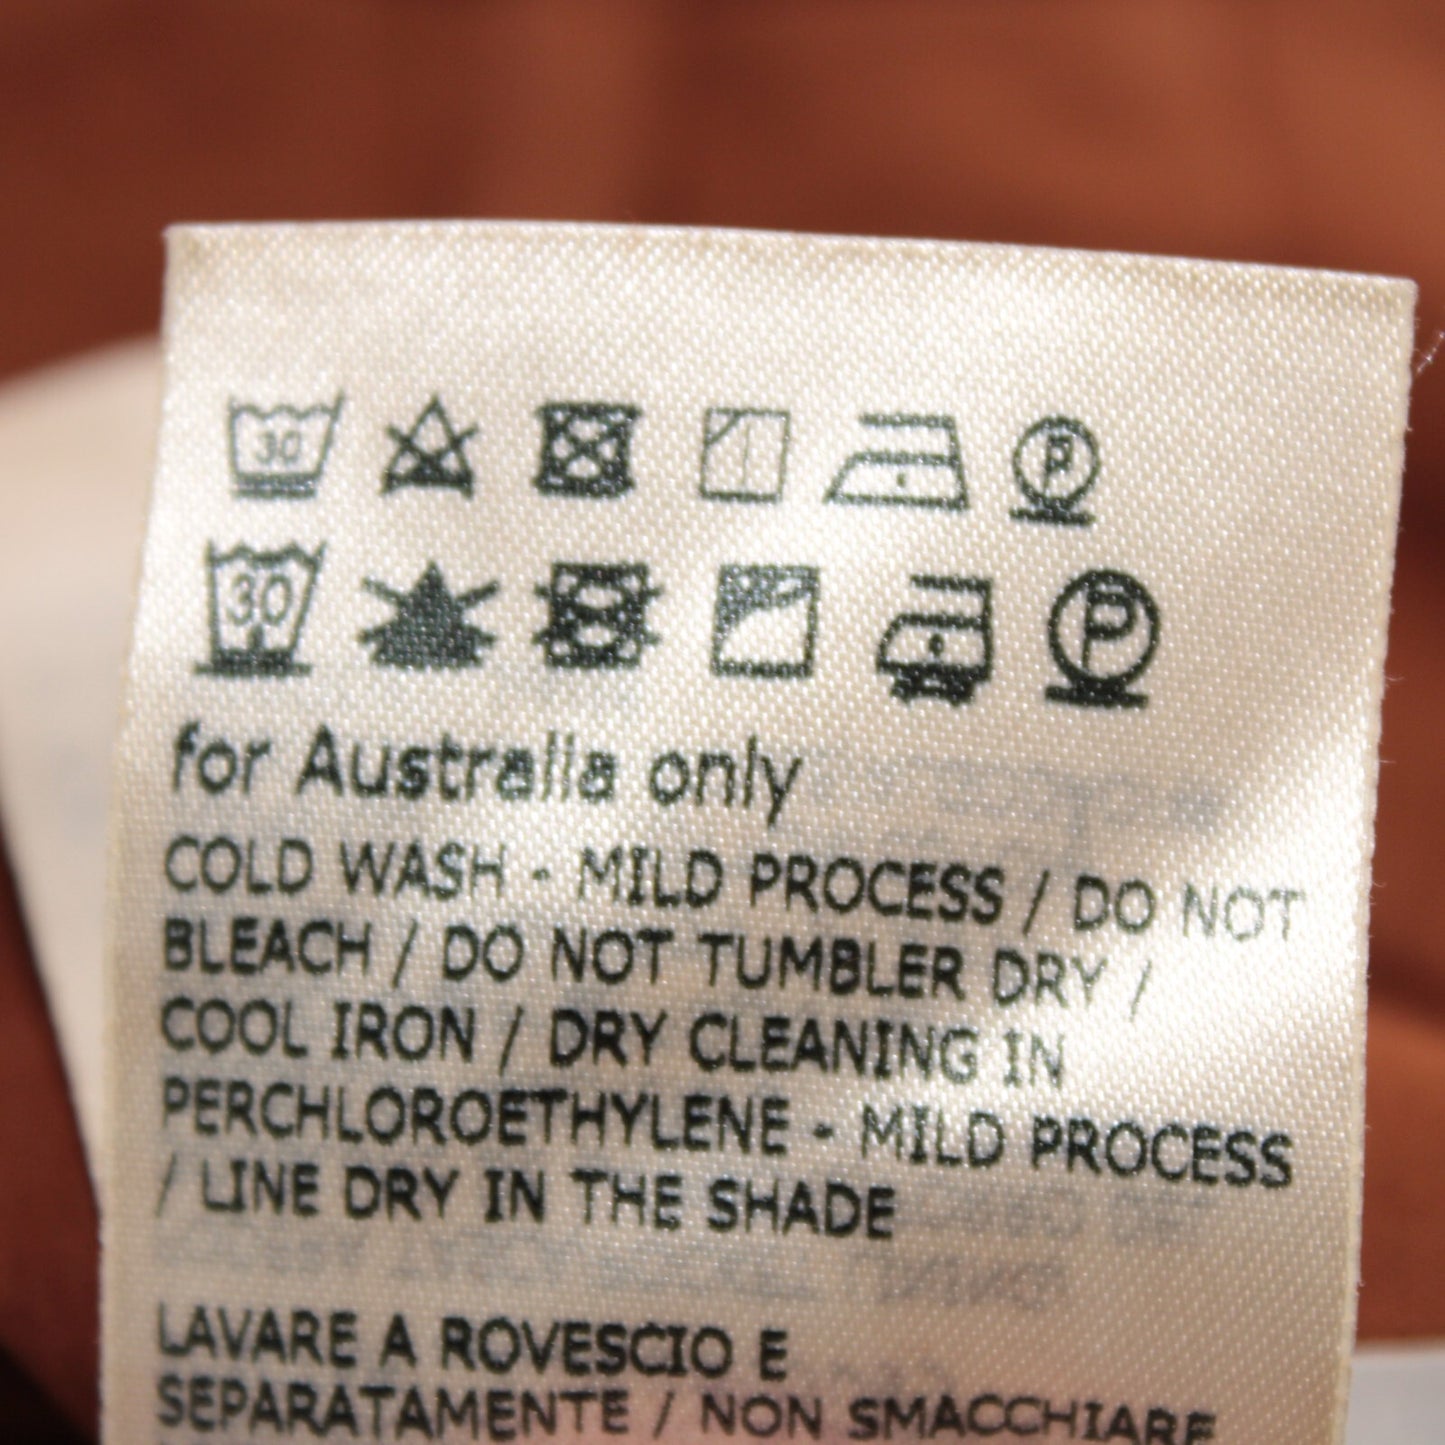 30 P
30 P
for Australia only
COLD WASH - MILD PROCESS / DO NOT
BLEACH / DO NOT TUMBLER DRY /
COOL IRON / DRY CLEANING IN
PERCHLOROETHYLENE - MILD PROCESS
/ LINE DRY IN THE SHADE
LAVARE A ROVESCIO E
SEPARATAMENTE / NON SMACCHIARE